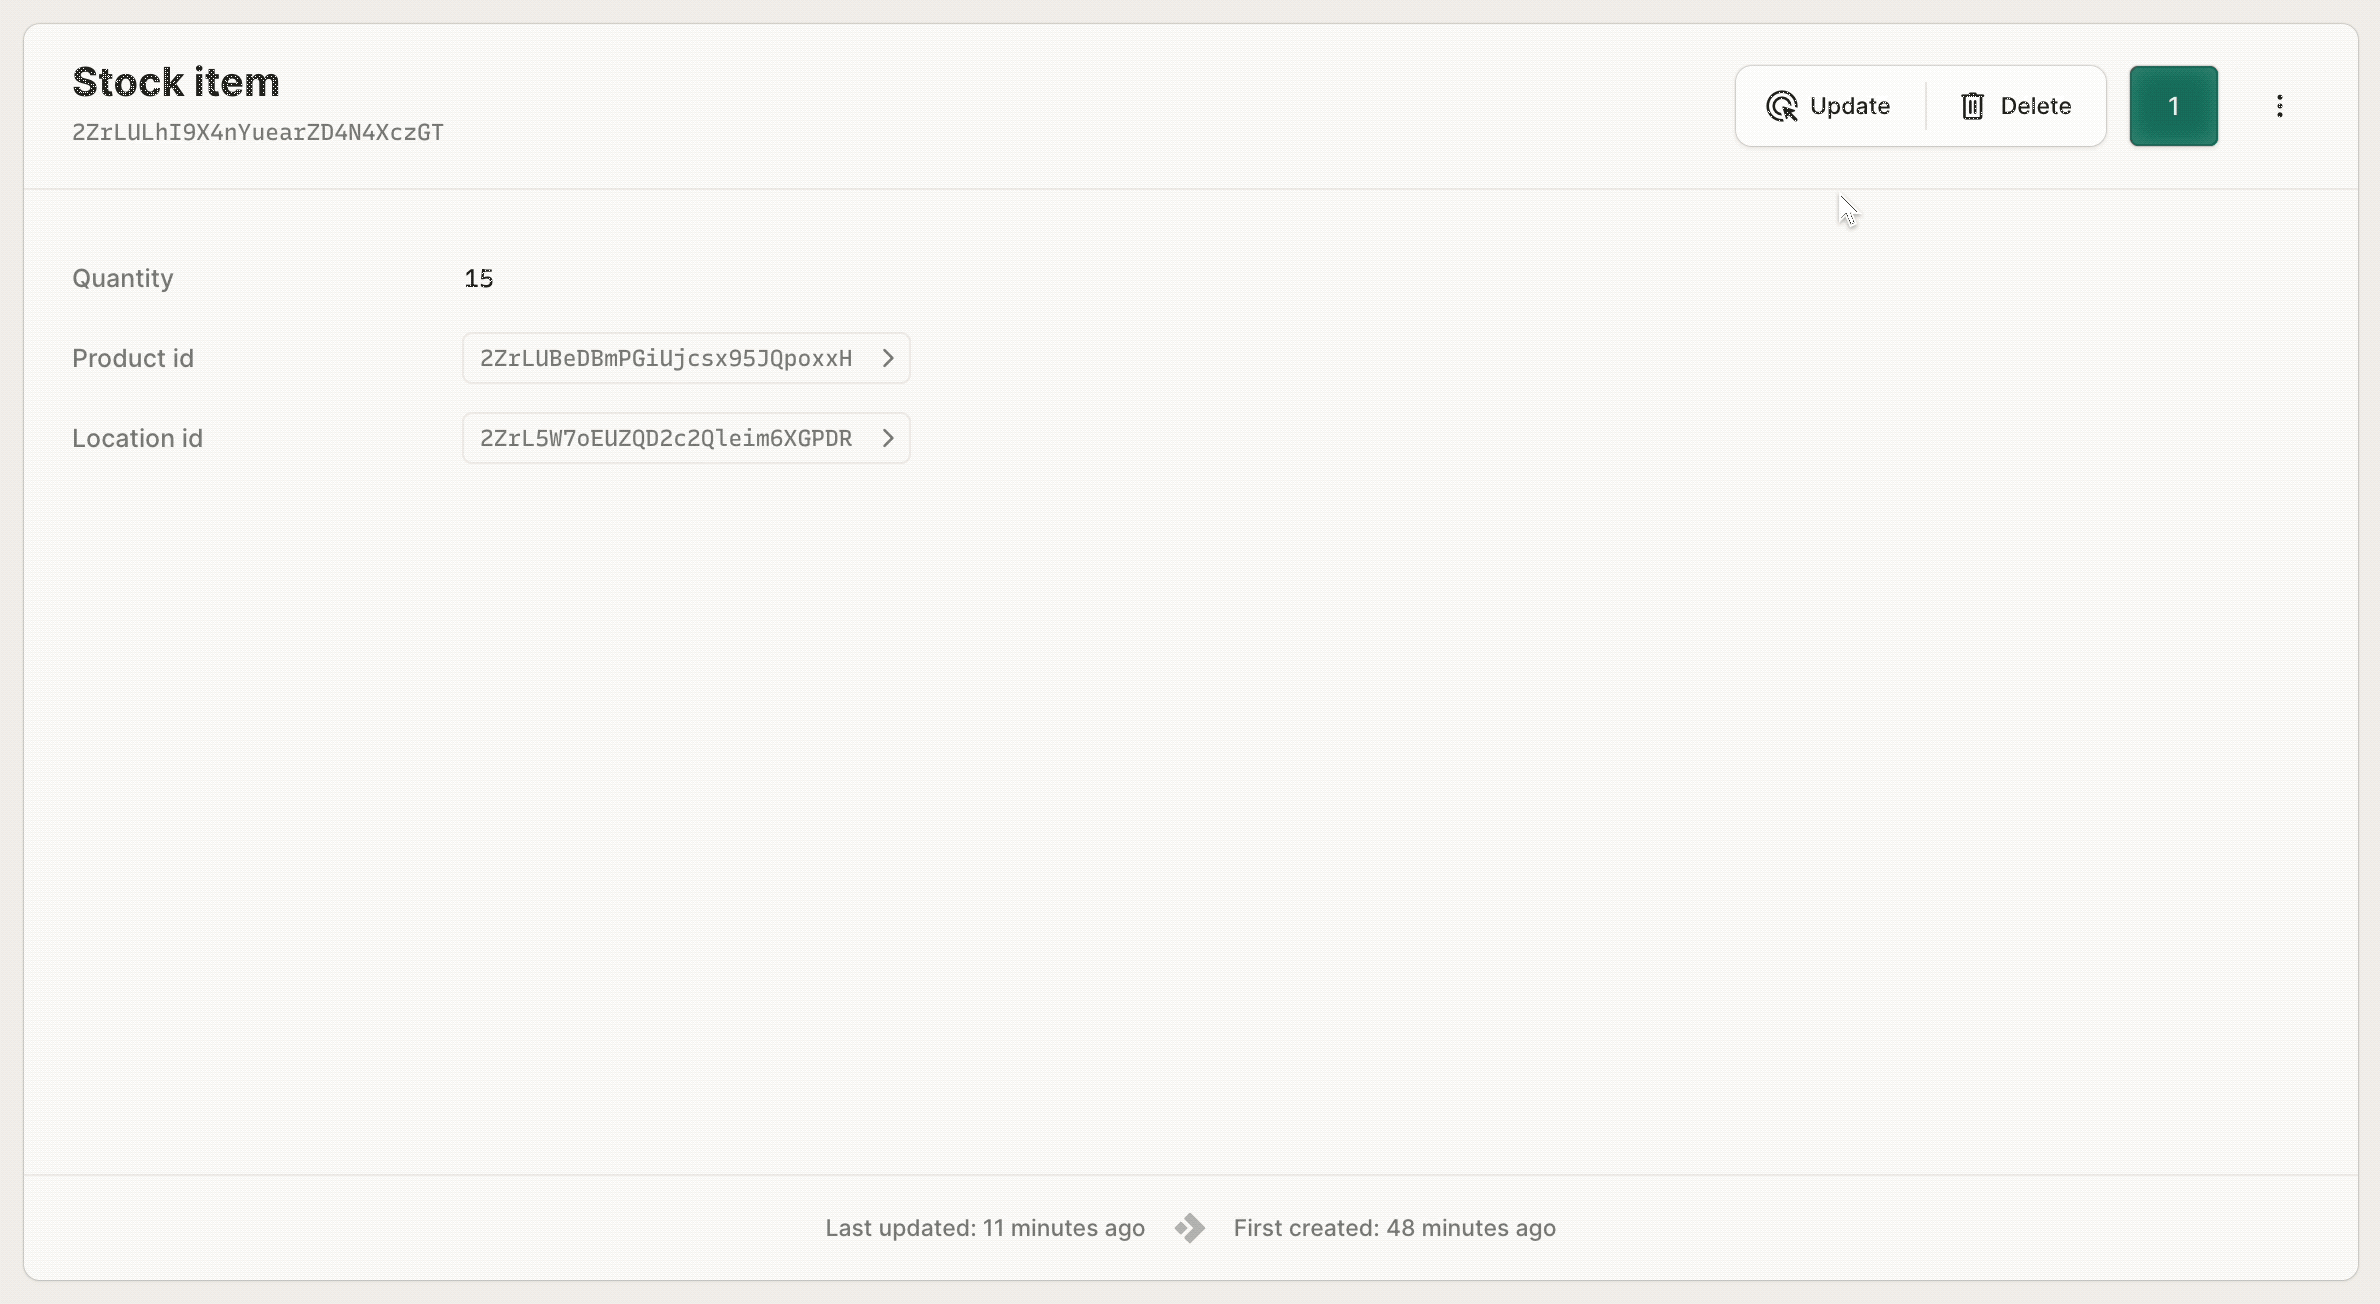 Stock item
2ZrLULhI9X4nYuearZD4N4XczGT
Update
Delete
1
Quantity
15
Product id
2ZrLUBeDBmPGiUjcsx95JQpoxxH
Location id
2ZrL5W7oEUZQD2c2Qleim6XGPDR
Last updated: 11 minutes ago
First created: 48 minutes ago